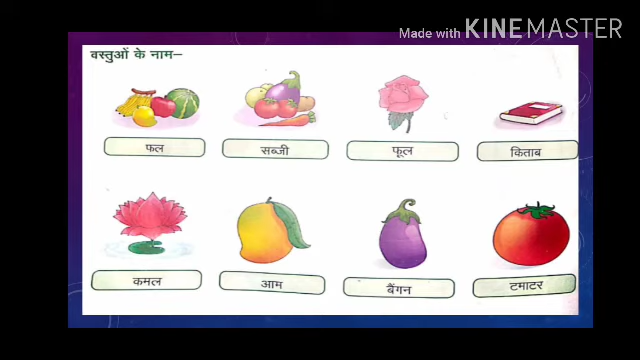 Made with KINEMASTER
वस्तुओं के नाम–
फल
सब्जी
फूल
किताब
कमल
आम
बैंगन
टमाटर